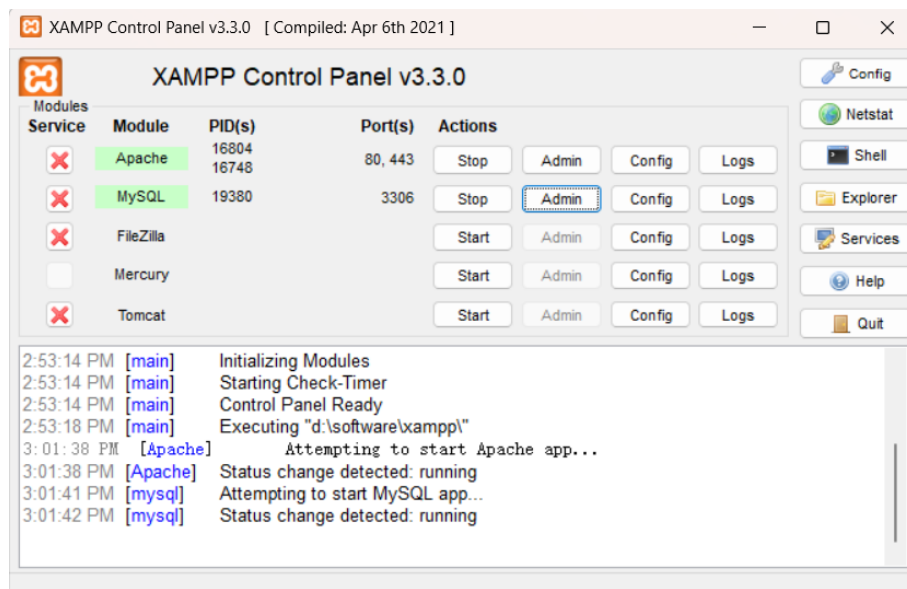 XAMPP Control Panel v3.3.0 [ Compiled: Apr 6th 2021 ]
XAMPP Control Panel v3.3.0
Config
Modules
Service Module PID(s) Port(s) Actions
Netstat
Apache 16804 16748 80, 443 Stop Admin Config Logs
Shell
MySQL 19380 3306 Stop Admin Config Logs
Explorer
FileZilla Start Admin Config Logs
Services
Mercury Start Admin Config Logs
Help
Tomcat Start Admin Config Logs
Quit
2:53:14 PM [main] Initializing Modules
2:53:14 PM [main] Starting Check-Timer
2:53:14 PM [main] Control Panel Ready
2:53:18 PM [main] Executing "d:\software\xampp\"
3:01:38 PM [Apache] Attempting to start Apache app...
3:01:38 PM [Apache] Status change detected: running
3:01:41 PM [mysql] Attempting to start MySQL app...
3:01:42 PM [mysql] Status change detected: running